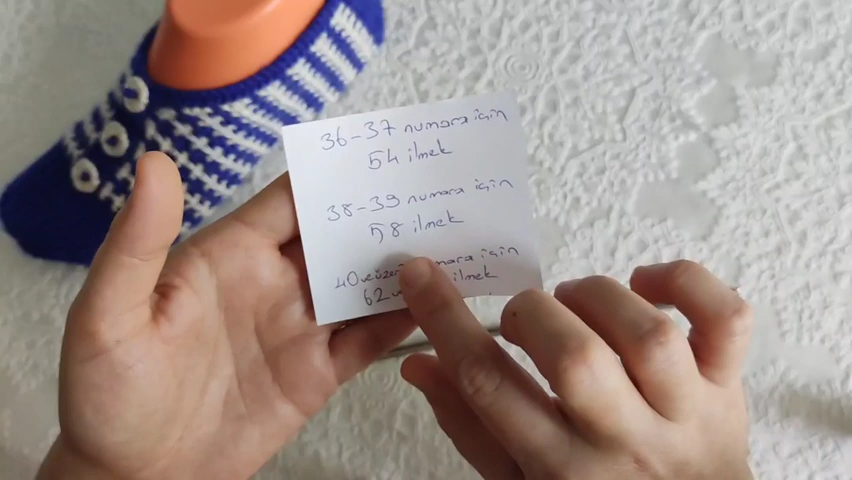 36-37 numara için
54 ilmek
38-39 numara için
58 ilmek
40 için
62 ilmek